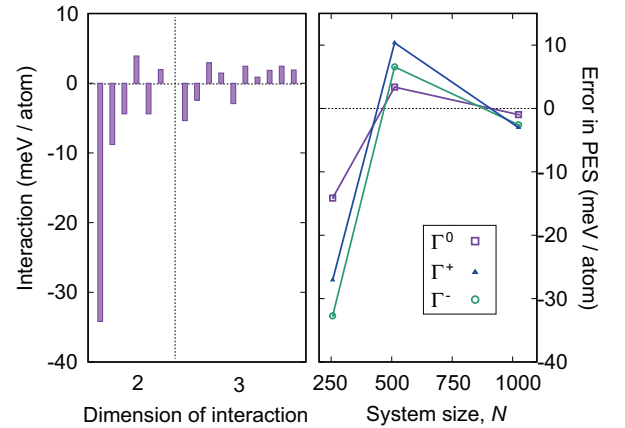 10
0
-10
-20
-30
-40
Interaction (meV / atom)
2
3
Dimension of interaction
Γ⁰
Γ⁺
Γ⁻
250
500
750
1000
System size, N
10
0
-10
-20
-30
-40
Error in PES (meV / atom)